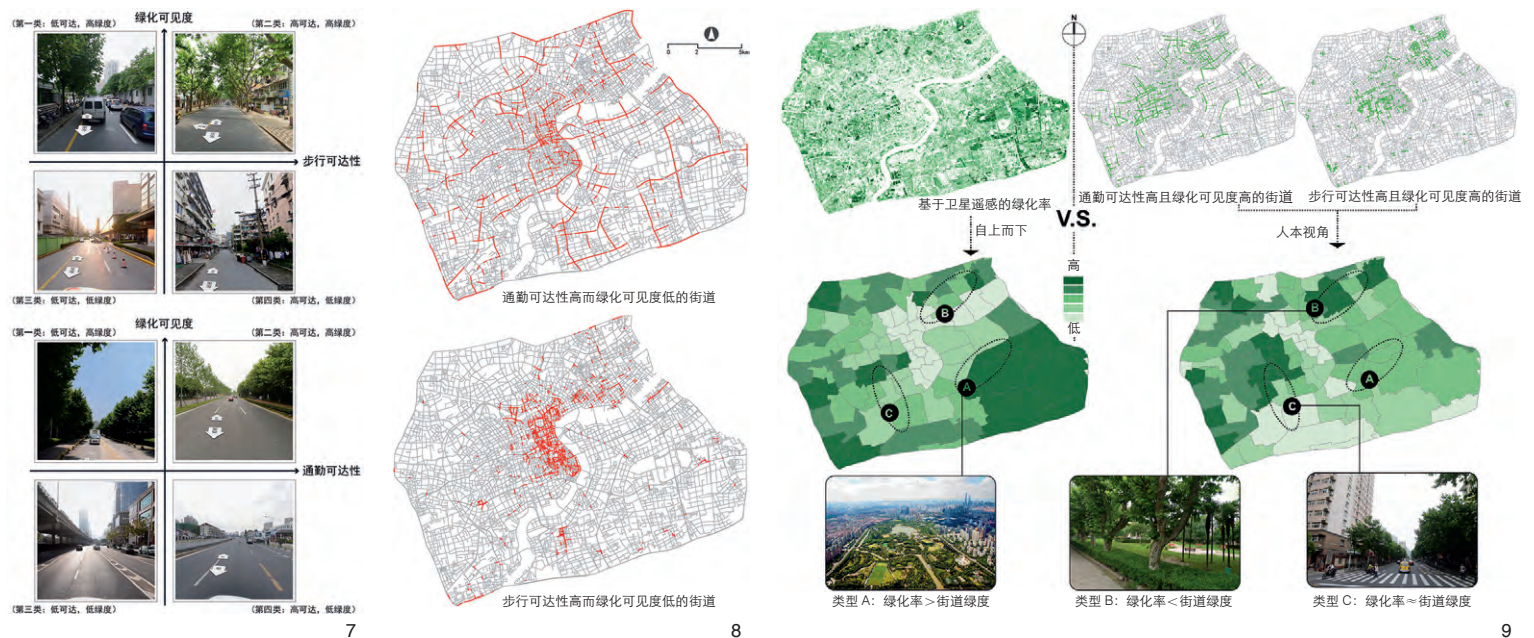 绿化可见度
(第一类：低可达，高绿度)
(第二类：高可达，高绿度)
步行可达性
(第三类：低可达，低绿度)
(第四类：高可达，低绿度)
绿化可见度
(第一类：低可达，高绿度)
(第二类：高可达，高绿度)
通勤可达性
(第三类：低可达，低绿度)
(第四类：高可达，低绿度)
7
0 2 5km
通勤可达性高而绿化可见度低的街道
步行可达性高而绿化可见度低的街道
8
N
基于卫星遥感的绿化率
通勤可达性高且绿化可见度高的街道
步行可达性高且绿化可见度高的街道
V.S.
自上而下
人本视角
高
低
B
A
C
B
A
C
类型 A：绿化率＞街道绿度
类型 B：绿化率＜街道绿度
类型 C：绿化率≈街道绿度
9